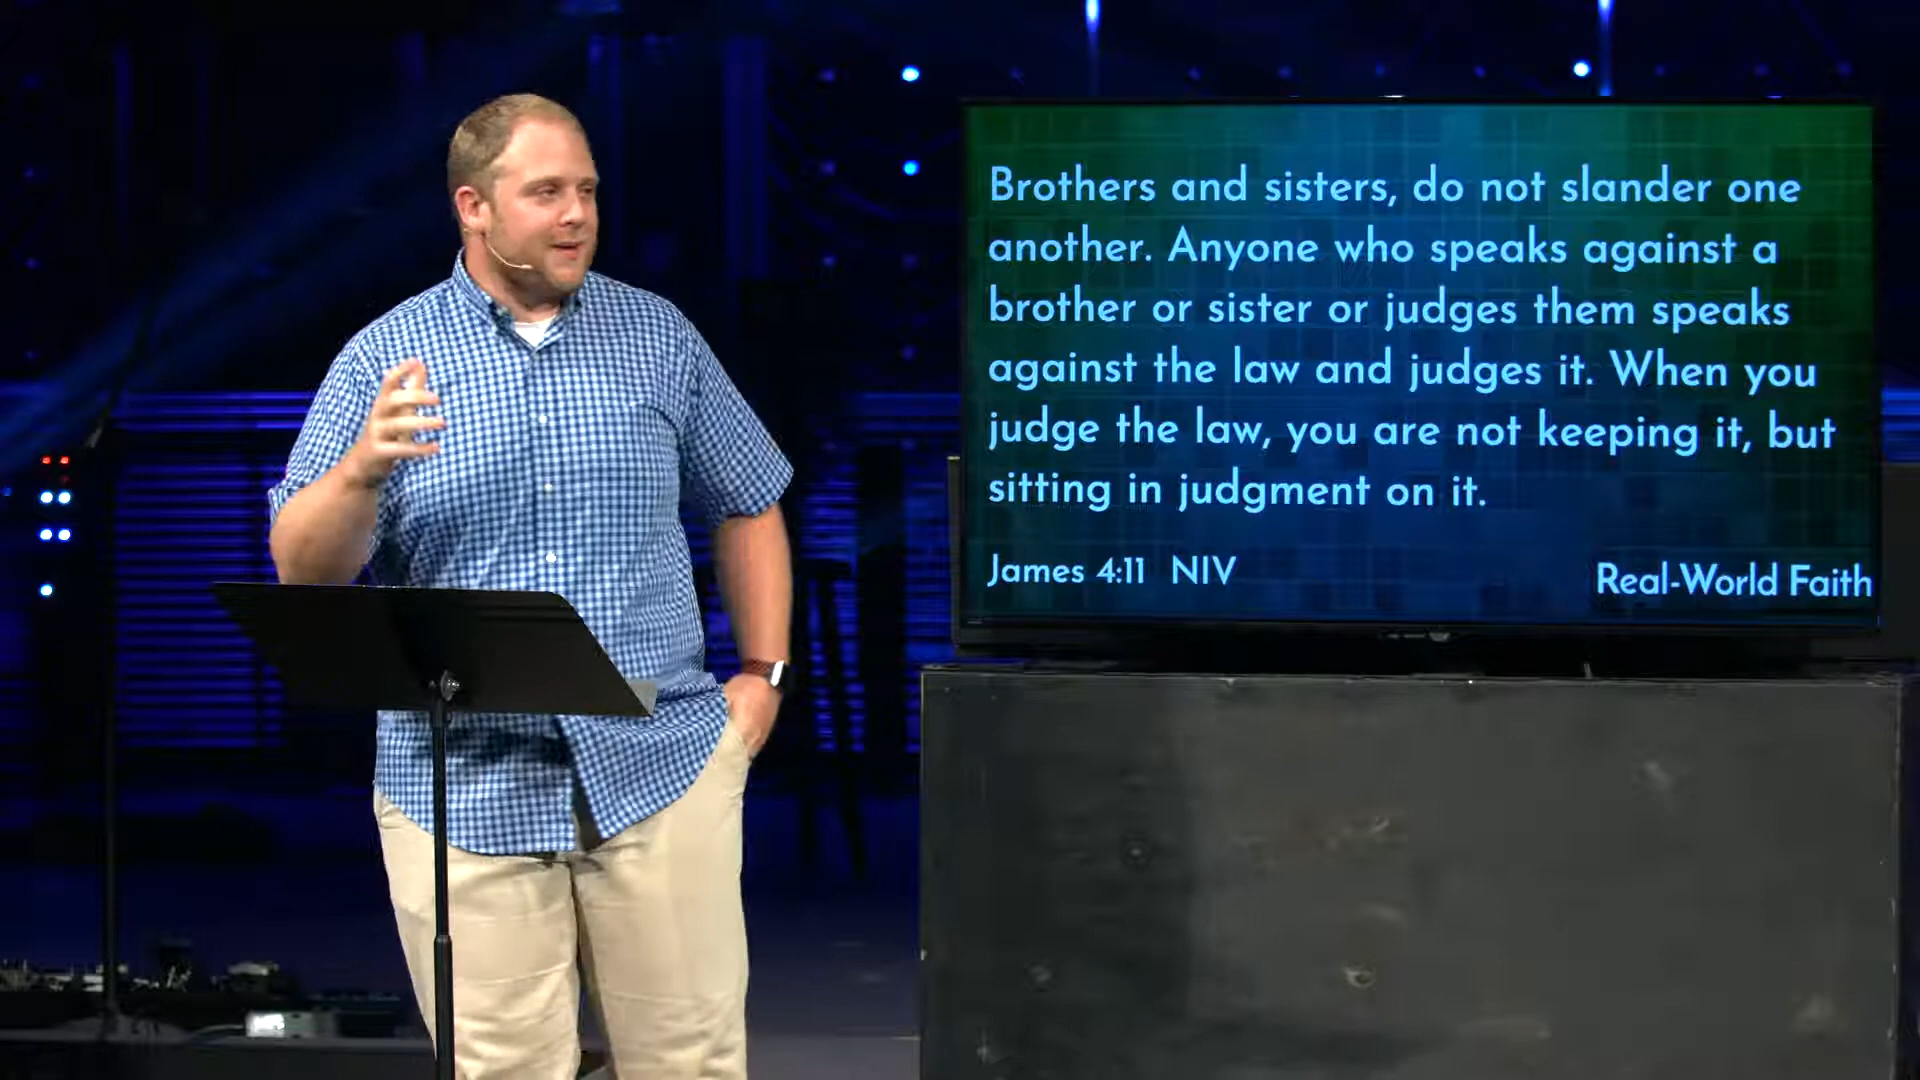 Brothers and sisters, do not slander one
another. Anyone who speaks against a
brother or sister or judges them speaks
against the law and judges it. When you
judge the law, you are not keeping it, but
sitting in judgment on it.
James 4:11 NIV
Real-World Faith